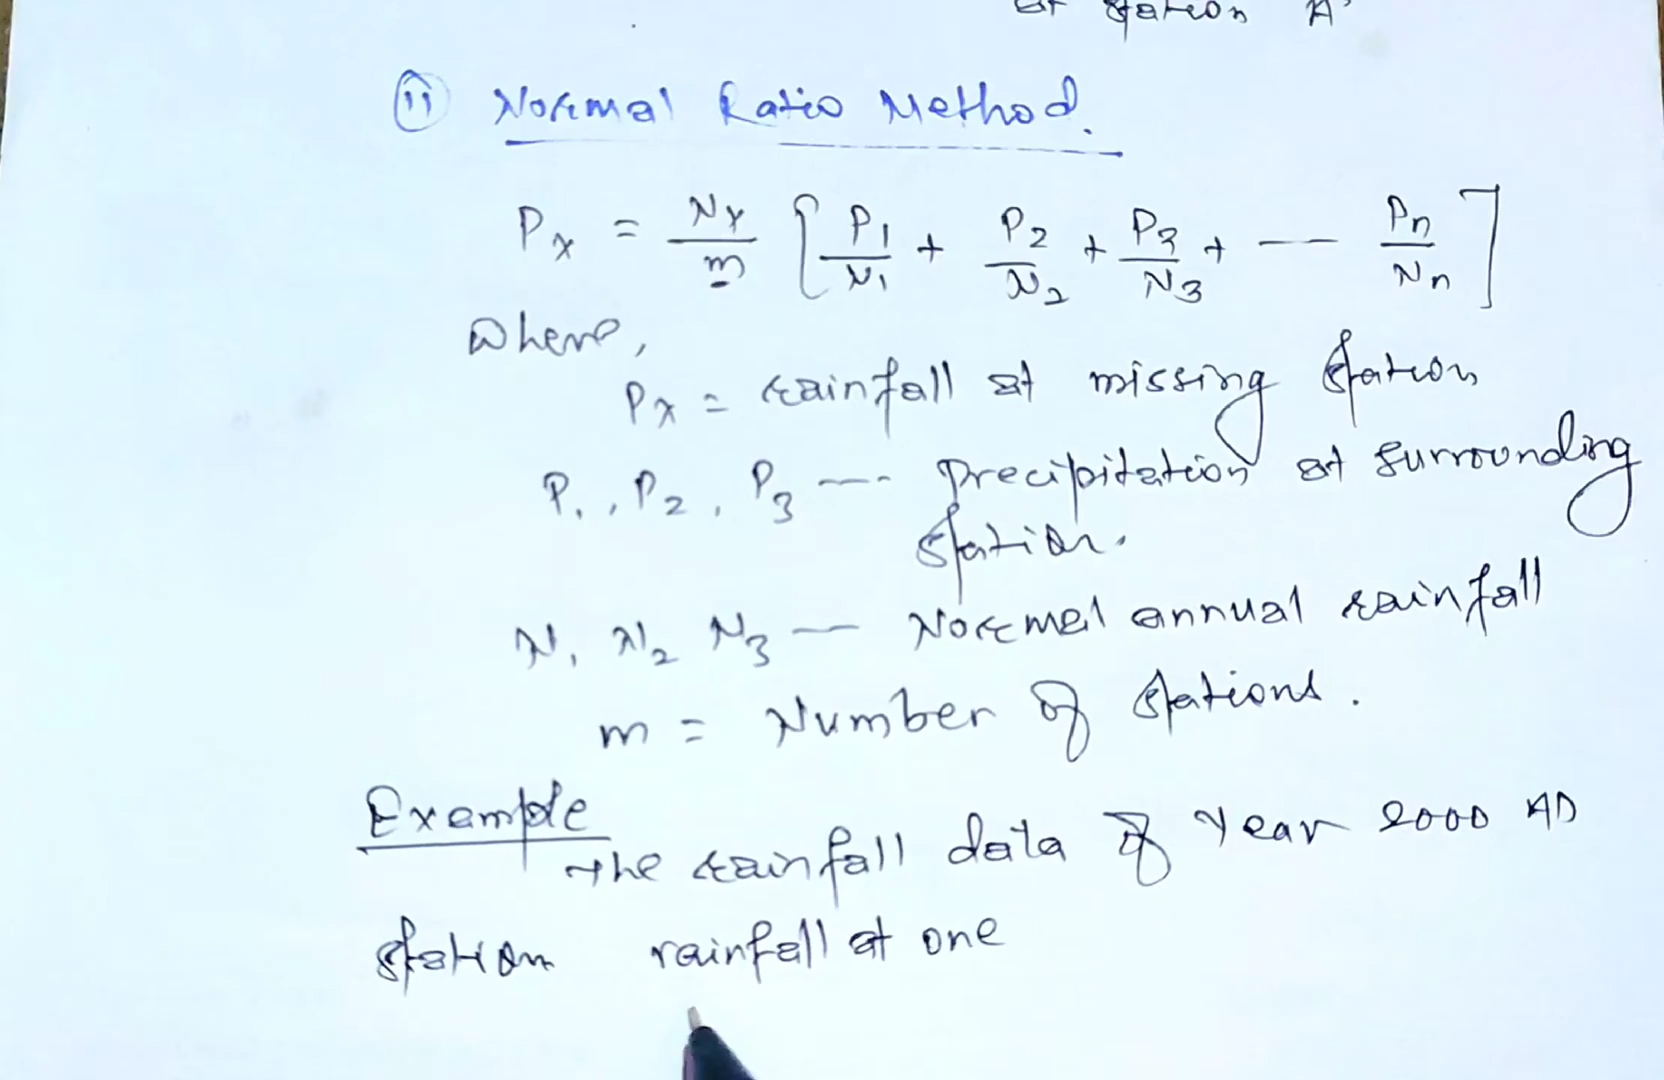 at station A'
(ii) Normal Ratio Method.
Px = Nx/m [P1/N1 + P2/N2 + P3/N3 + — Pn/Nn]
where,
Px = rainfall at missing station
P1, P2, P3 --- Precipitation at surrounding
station.
N1 N2 N3 — Normal annual rainfall
m = Number of stations.
Example
The rainfall data of year 2000 AD
station rainfall at one